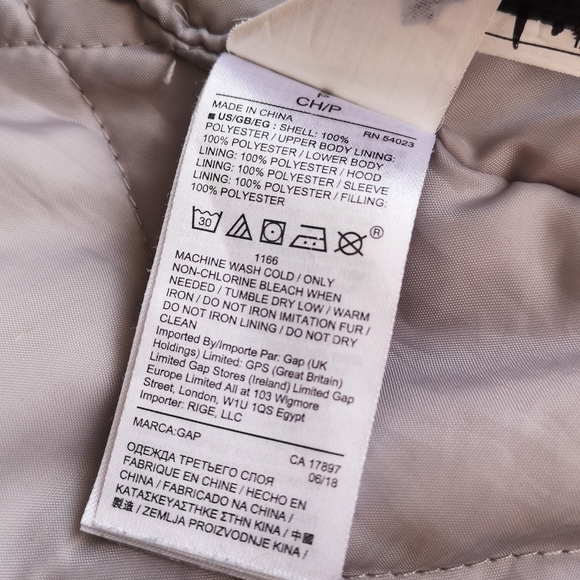 CH/P
MADE IN CHINA RN 54023
■ US/GB/EG : SHELL: 100%
POLYESTER / UPPER BODY LINING:
100% POLYESTER / LOWER BODY
LINING: 100% POLYESTER / HOOD
LINING: 100% POLYESTER / SLEEVE
LINING: 100% POLYESTER / FILLING:
100% POLYESTER
30 ®
1166
MACHINE WASH COLD / ONLY
NON-CHLORINE BLEACH WHEN
NEEDED / TUMBLE DRY LOW / WARM
IRON / DO NOT IRON IMITATION FUR /
DO NOT IRON LINING / DO NOT DRY
CLEAN
Imported By/Importe Par: Gap (UK
Holdings) Limited: GPS (Great Britain)
Limited Gap Stores (Ireland) Limited Gap
Europe Limited All at 103 Wigmore
Street, London, W1U 1QS Egypt
Importer: RIGE, LLC
MARCA:GAP
CA 17897
06/18
ОДЕЖДА ТРЕТЬЕГО СЛОЯ
FABRIQUE EN CHINE / HECHO EN
CHINA / FABRICADO NA CHINA /
ΚΑΤΑΣΚΕΥΑΣΤΗΚΕ ΣΤΗΝ ΚΙΝΑ / 中國
製造 / ZEMLJA PROIZVODNJE KINA /